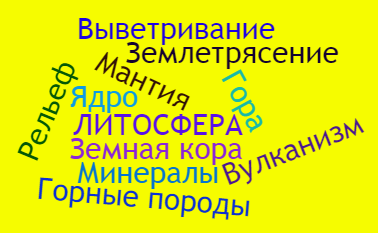 Выветривание
Землетрясение
Мантия
Рельеф
Ядро
Гора
ЛИТОСФЕРА
Земная кора
Вулканизм
Минералы
Горные породы